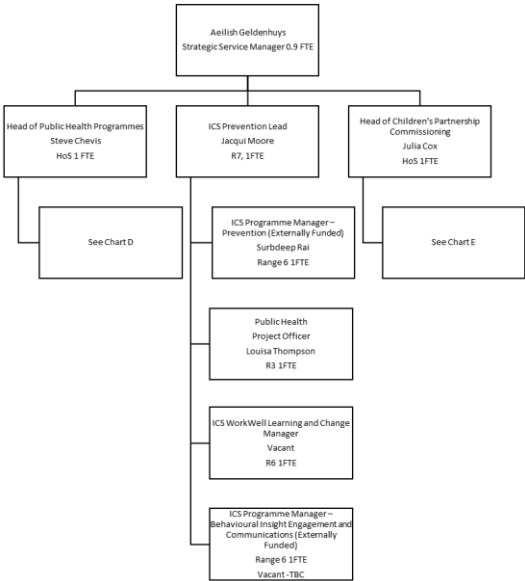 Aeilish Geldenhuys
Strategic Service Manager 0.9 FTE
Head of Public Health Programmes
Steve Chevis
HoS 1 FTE
ICS Prevention Lead
Jacqui Moore
R7, 1FTE
Head of Children's Partnership
Commissioning
Julia Cox
HoS 1FTE
See Chart D
ICS Programme Manager –
Prevention (Externally Funded)
Surbdeep Rai
Range 6 1FTE
See Chart E
Public Health
Project Officer
Louisa Thompson
R3 1FTE
ICS WorkWell Learning and Change
Manager
Vacant
R6 1FTE
ICS Programme Manager –
Behavioural Insight Engagement and
Communications (Externally
Funded)
Range 6 1FTE
Vacant -TBC